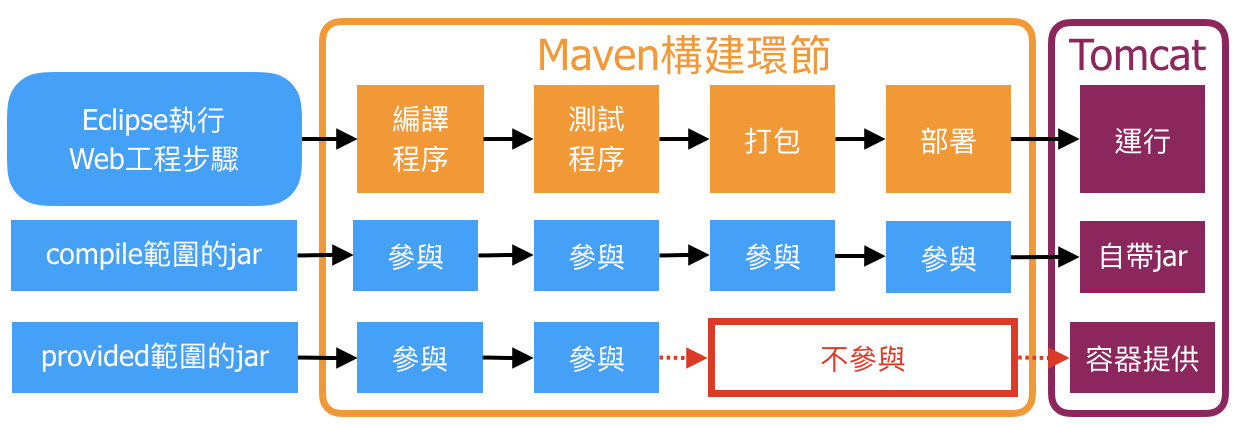 Maven構建環節
Tomcat
Eclipse執行
Web工程步驟
編譯
程序
測試
程序
打包
部署
運行
compile範圍的jar
參與
參與
參與
參與
自帶jar
provided範圍的jar
參與
參與
不參與
容器提供